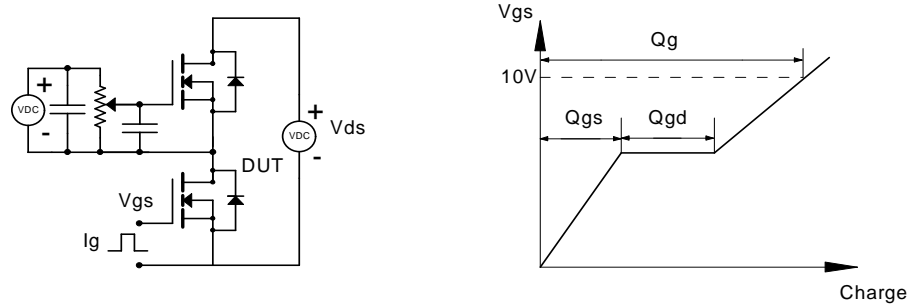 +
VDC
-
+
VDC
-
Vds
DUT
Vgs
Ig
Vgs
Qg
10V
Qgs
Qgd
Charge